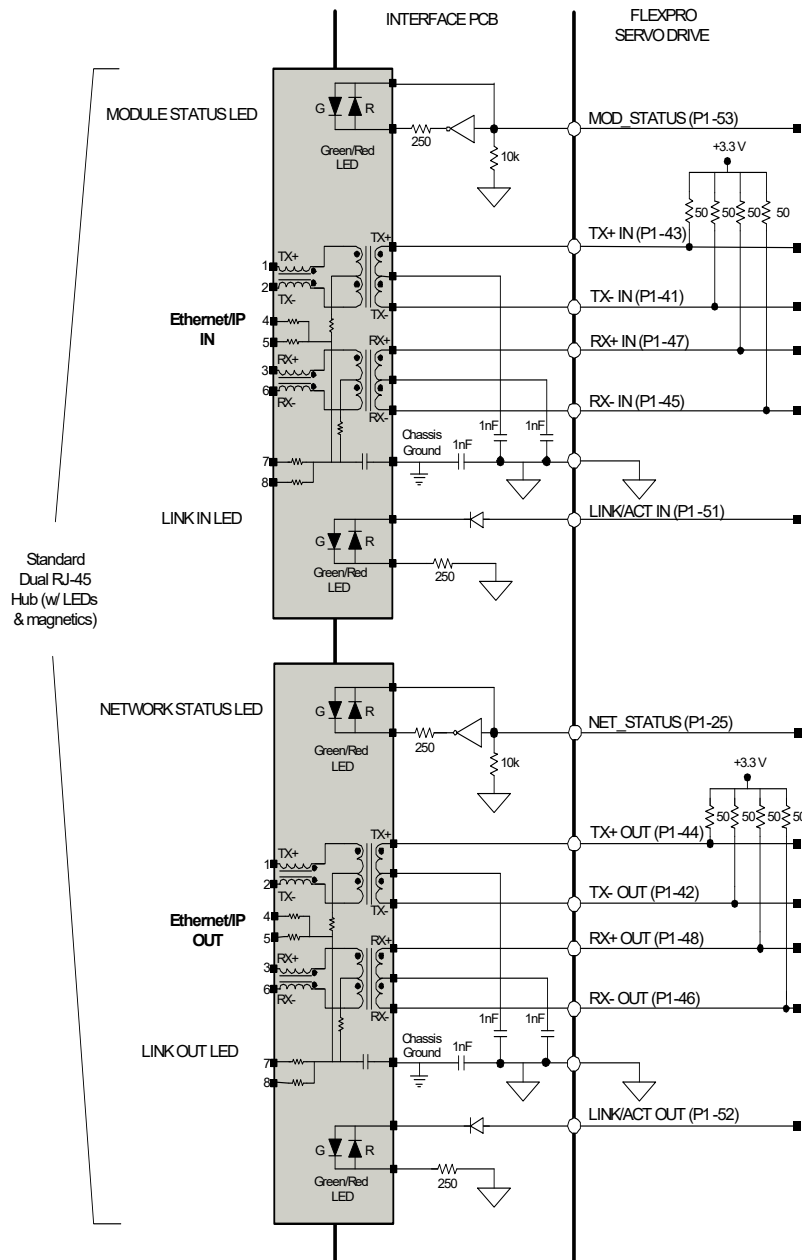 INTERFACE PCB
FLEXPRO
SERVO DRIVE
MODULE STATUS LED
G
R
Green/Red
LED
250
10k
MOD_STATUS (P1-53)
+3.3 V
50
50
50
50
TX+
TX+
TX+ IN (P1-43)
1
2
TX-
TX-
TX- IN (P1-41)
Ethernet/IP
IN
4
5
RX+
RX+
RX+ IN (P1-47)
3
6
RX-
RX-
RX- IN (P1-45)
Chassis
Ground
1nF
1nF
1nF
7
8
LINK IN LED
G
R
Green/Red
LED
250
LINK/ACT IN (P1-51)
Standard
Dual RJ-45
Hub (w/ LEDs
& magnetics)
NETWORK STATUS LED
G
R
Green/Red
LED
250
10k
NET_STATUS (P1-25)
+3.3 V
50
50
50
50
TX+
TX+
TX+ OUT (P1-44)
1
2
TX-
TX-
TX- OUT (P1-42)
Ethernet/IP
OUT
4
5
RX+
RX+
RX+ OUT (P1-48)
3
6
RX-
RX-
RX- OUT (P1-46)
Chassis
Ground
1nF
1nF
1nF
LINK OUT LED
7
8
G
R
Green/Red
LED
250
LINK/ACT OUT (P1-52)